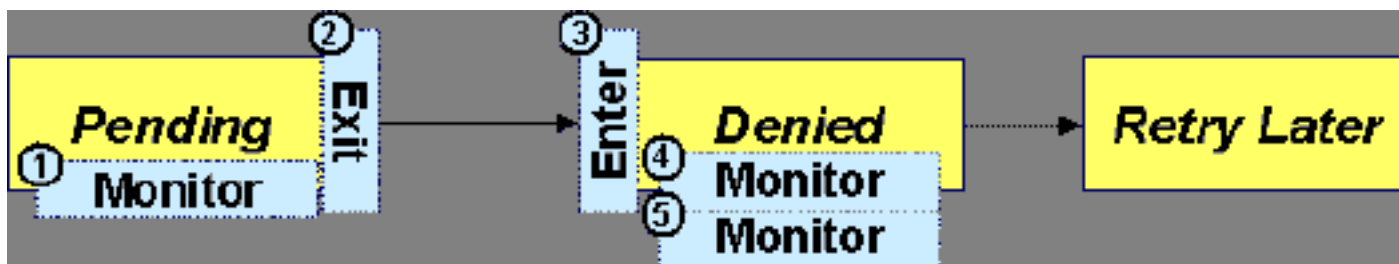 2
3
Exit
Enter
Pending
Denied
Retry Later
1
Monitor
4
Monitor
5
Monitor